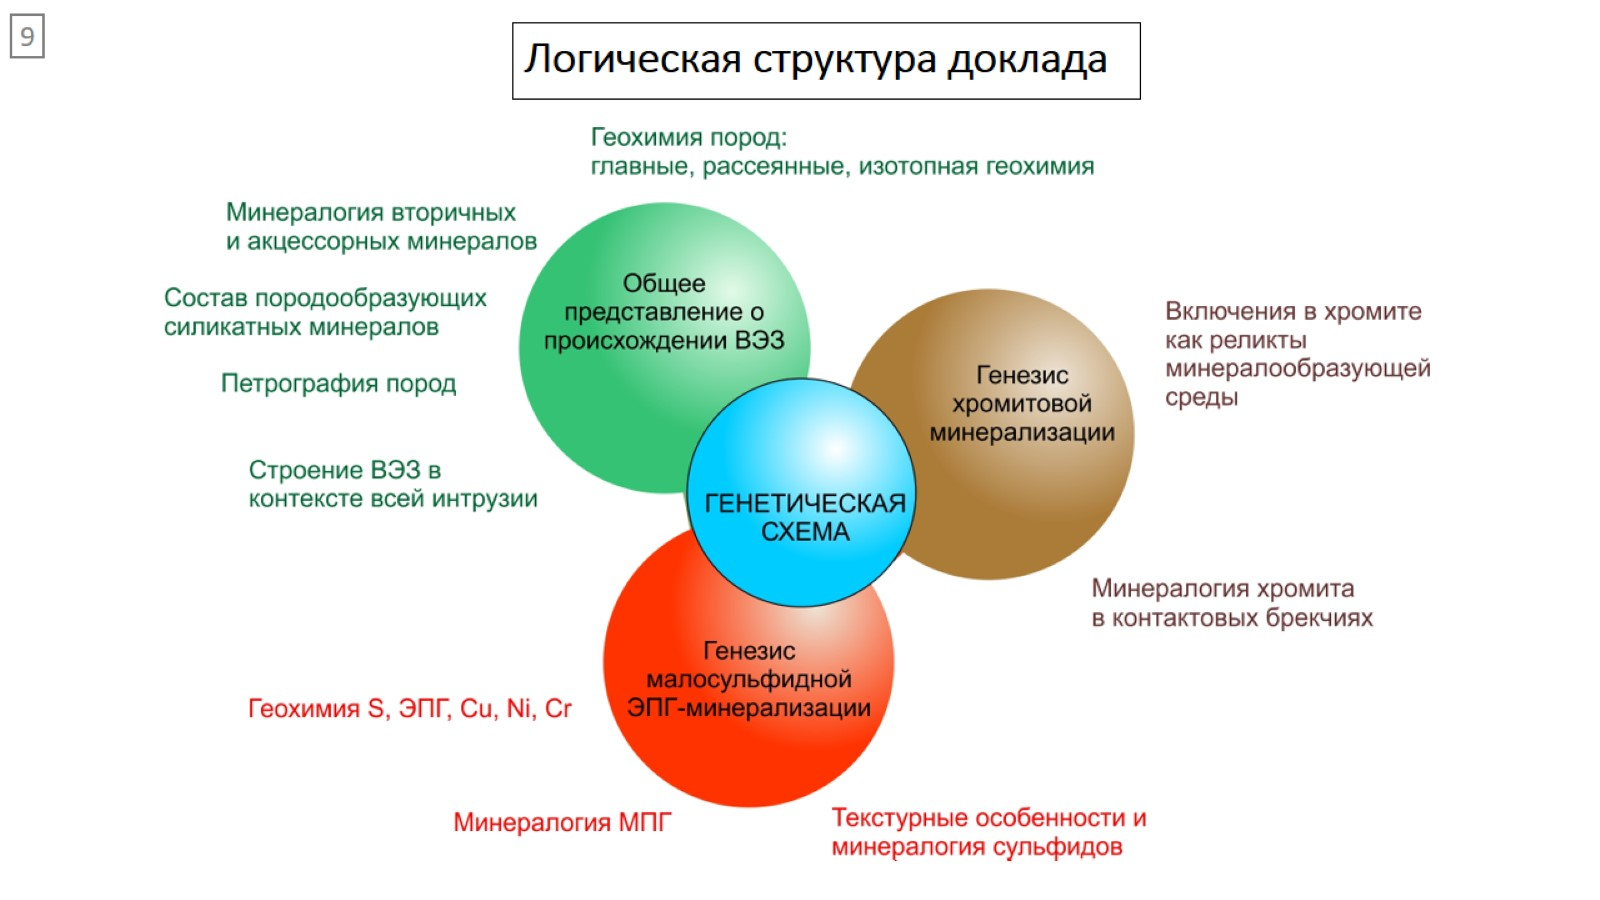 9
Логическая структура доклада
Геохимия пород:
главные, рассеянные, изотопная геохимия
Минералогия вторичных
и акцессорных минералов
Состав породообразующих
силикатных минералов
Петрография пород
Строение ВЭЗ в
контексте всей интрузии
Общее
представление о
происхождении ВЭЗ
Генезис
хромитовой
минерализации
Включения в хромите
как реликты
минералообразующей
среды
ГЕНЕТИЧЕСКАЯ
СХЕМА
Минералогия хромита
в контактовых брекчиях
Генезис
малосульфидной
ЭПГ-минерализации
Геохимия S, ЭПГ, Cu, Ni, Cr
Минералогия МПГ
Текстурные особенности и
минералогия сульфидов